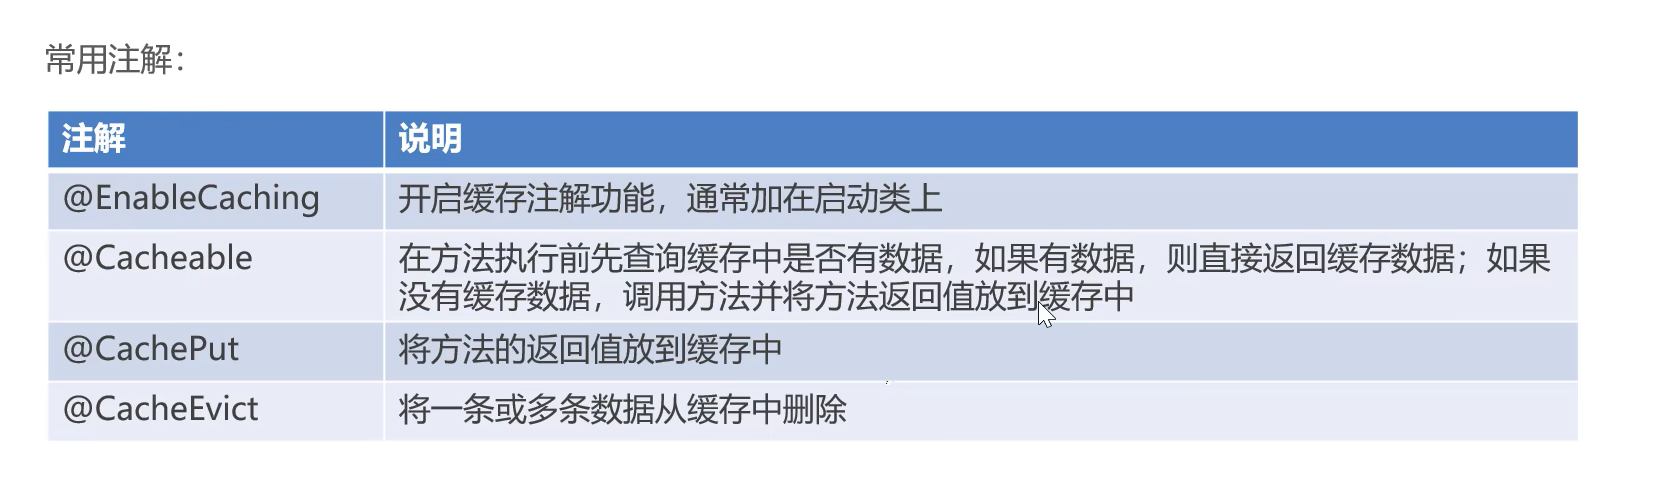 常用注解：
注解 说明
@EnableCaching 开启缓存注解功能，通常加在启动类上
@Cacheable 在方法执行前先查询缓存中是否有数据，如果有数据，则直接返回缓存数据；如果
没有缓存数据，调用方法并将方法返回值放到缓存中
@CachePut 将方法的返回值放到缓存中
@CacheEvict 将一条或多条数据从缓存中删除